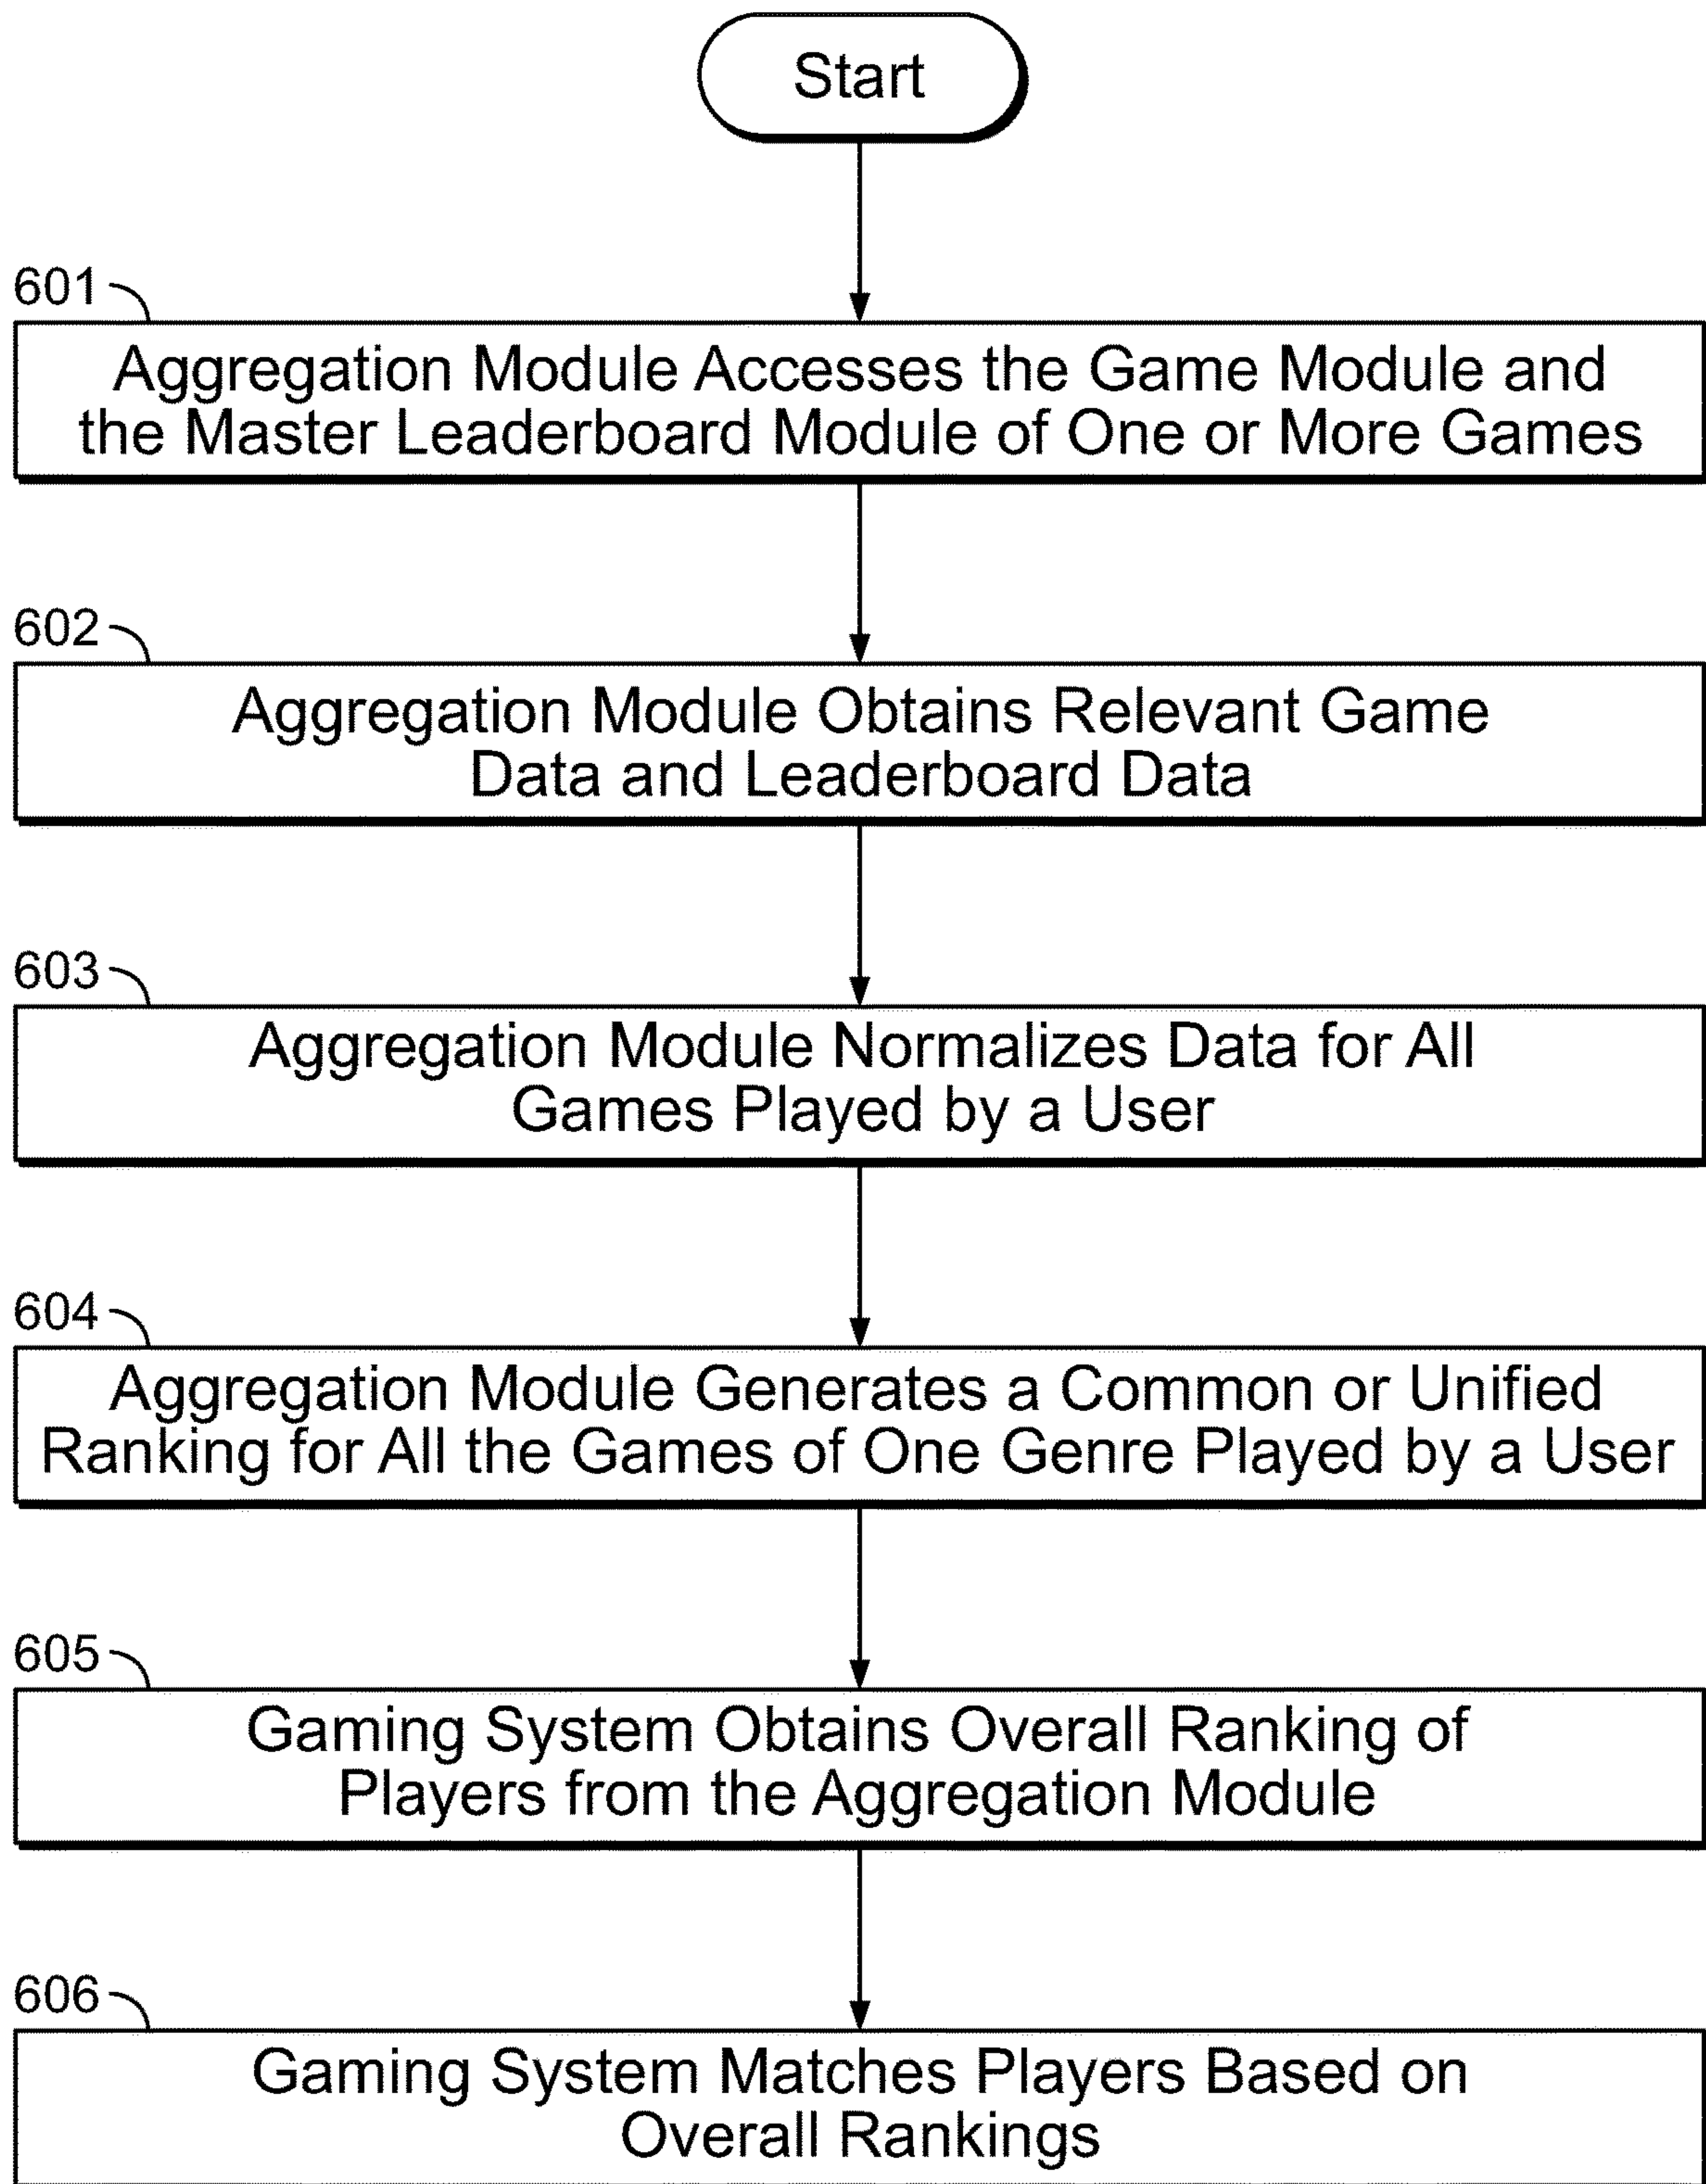 Start
601
Aggregation Module Accesses the Game Module and
the Master Leaderboard Module of One or More Games
602
Aggregation Module Obtains Relevant Game
Data and Leaderboard Data
603
Aggregation Module Normalizes Data for All
Games Played by a User
604
Aggregation Module Generates a Common or Unified
Ranking for All the Games of One Genre Played by a User
605
Gaming System Obtains Overall Ranking of
Players from the Aggregation Module
606
Gaming System Matches Players Based on
Overall Rankings